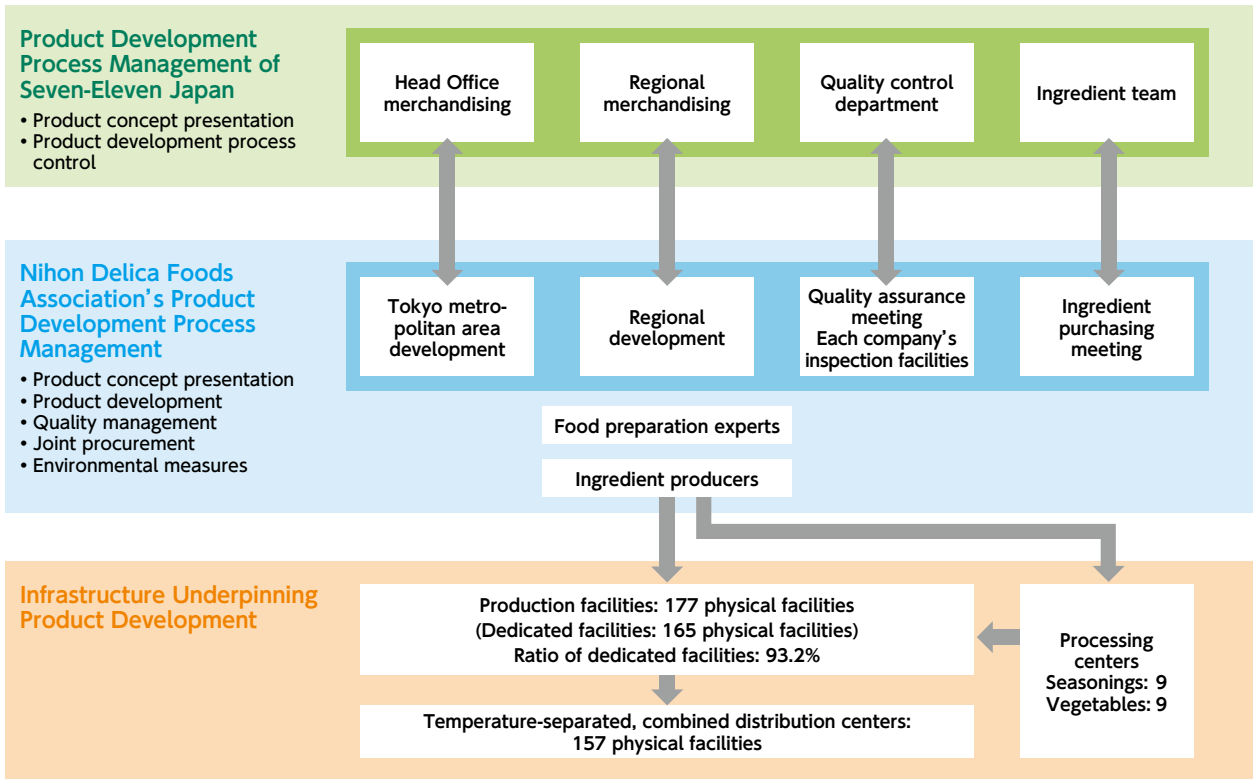 Product Development
Process Management of
Seven-Eleven Japan
• Product concept presentation
• Product development process
control
Head Office
merchandising
Regional
merchandising
Quality control
department
Ingredient team
Nihon Delica Foods
Association’s Product
Development Process
Management
• Product concept presentation
• Product development
• Quality management
• Joint procurement
• Environmental measures
Tokyo metro-
politan area
development
Regional
development
Quality assurance
meeting
Each company’s
inspection facilities
Ingredient
purchasing
meeting
Food preparation experts
Ingredient producers
Infrastructure Underpinning
Product Development
Production facilities: 177 physical facilities
(Dedicated facilities: 165 physical facilities)
Ratio of dedicated facilities: 93.2%
Processing
centers
Seasonings: 9
Vegetables: 9
Temperature-separated, combined distribution centers:
157 physical facilities